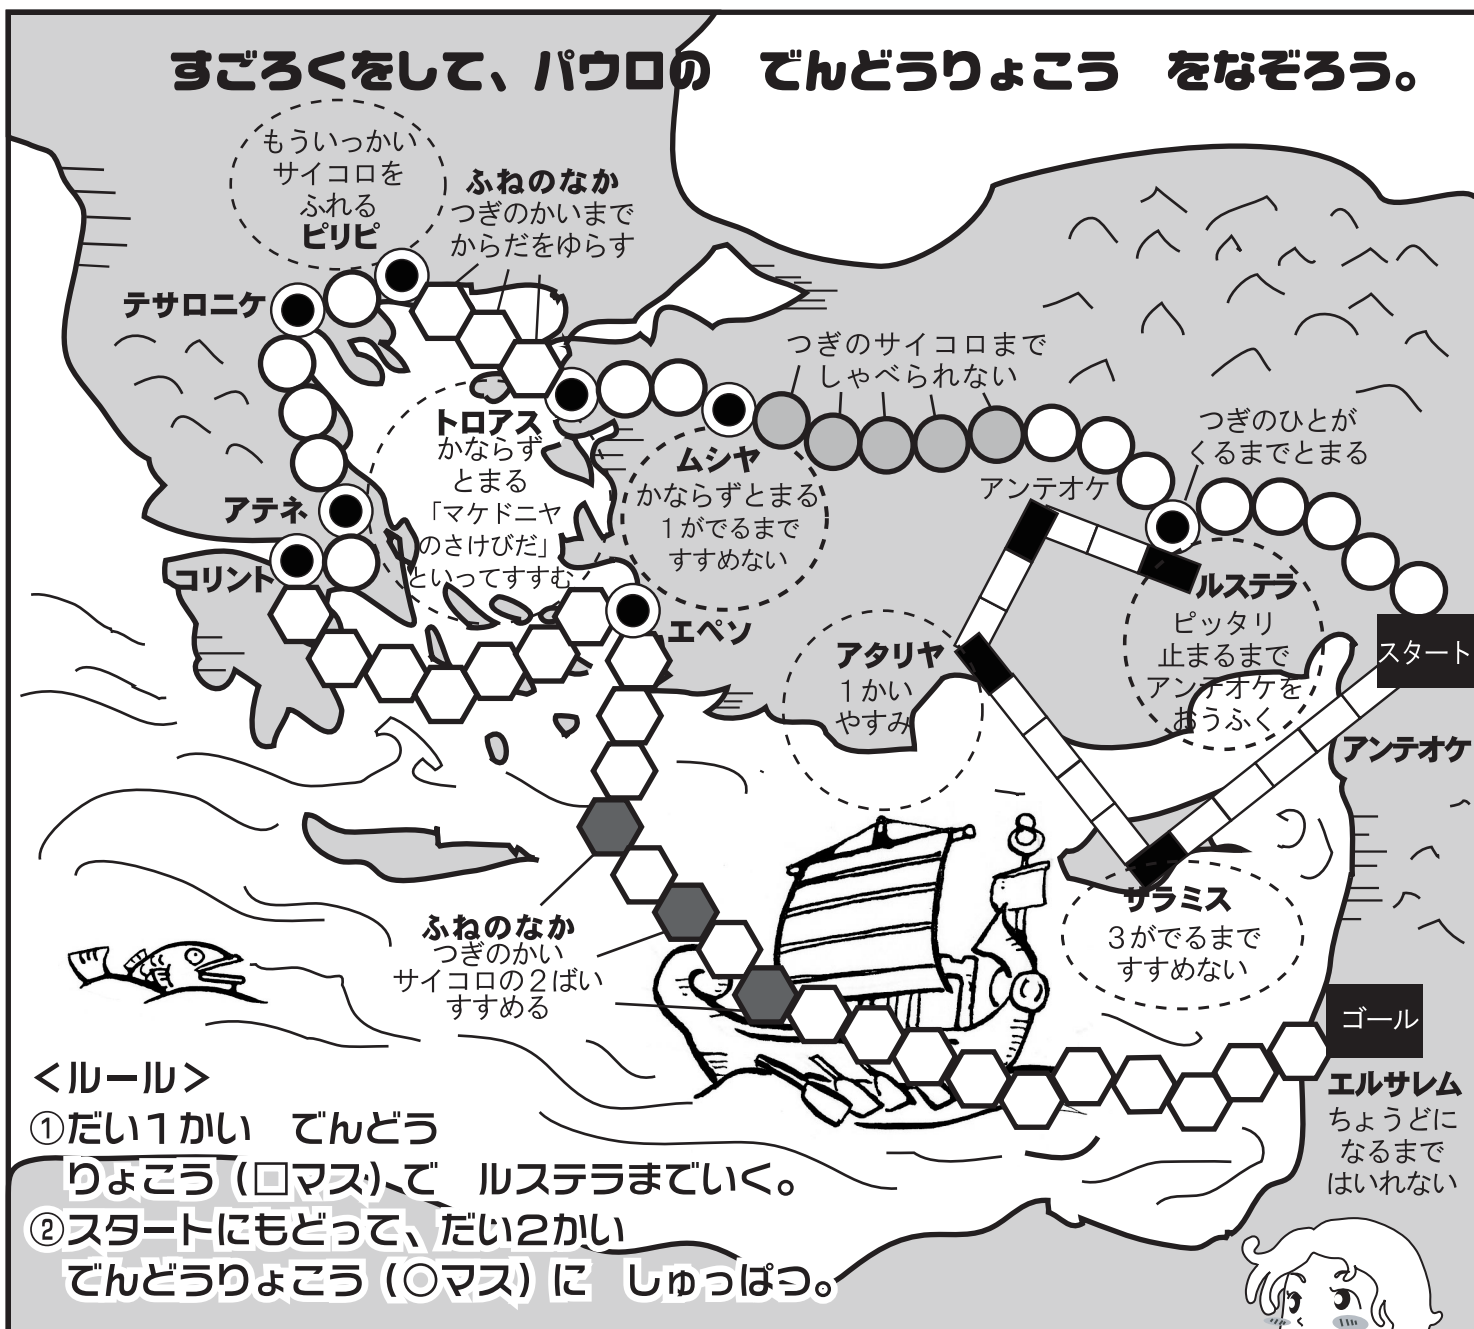 すごろくをして、パウロの　でんどうりょこう　をなぞろう。
もういっかい
サイコロを
ふれる
ピリピ
ふねのなか
つぎのかいまで
からだをゆらす
テサロニケ
つぎのサイコロまで
しゃべられない
トロアス
かならず
とまる
「マケドニヤ
のさけびだ」
といってすすむ
ムシヤ
かならずとまる
1がでるまで
すすめない
アンテオケ
つぎのひとが
くるまでとまる
アテネ
コリント
エペソ
アタリヤ
1かい
やすみ
ルステラ
ピッタリ
止まるまで
アンテオケを
おうふく
スタート
アンテオケ
サラミス
3がでるまで
すすめない
ふねのなか
つぎのかい
サイコロの2ばい
すすめる
ゴール
エルサレム
ちょうどに
なるまで
はいれない
＜ルール＞
①だい1かい　でんどう
りょこう（□マス）で　ルステラまでいく。
②スタートにもどって、だい2かい
でんどうりょこう（○マス）に　しゅっぱつ。